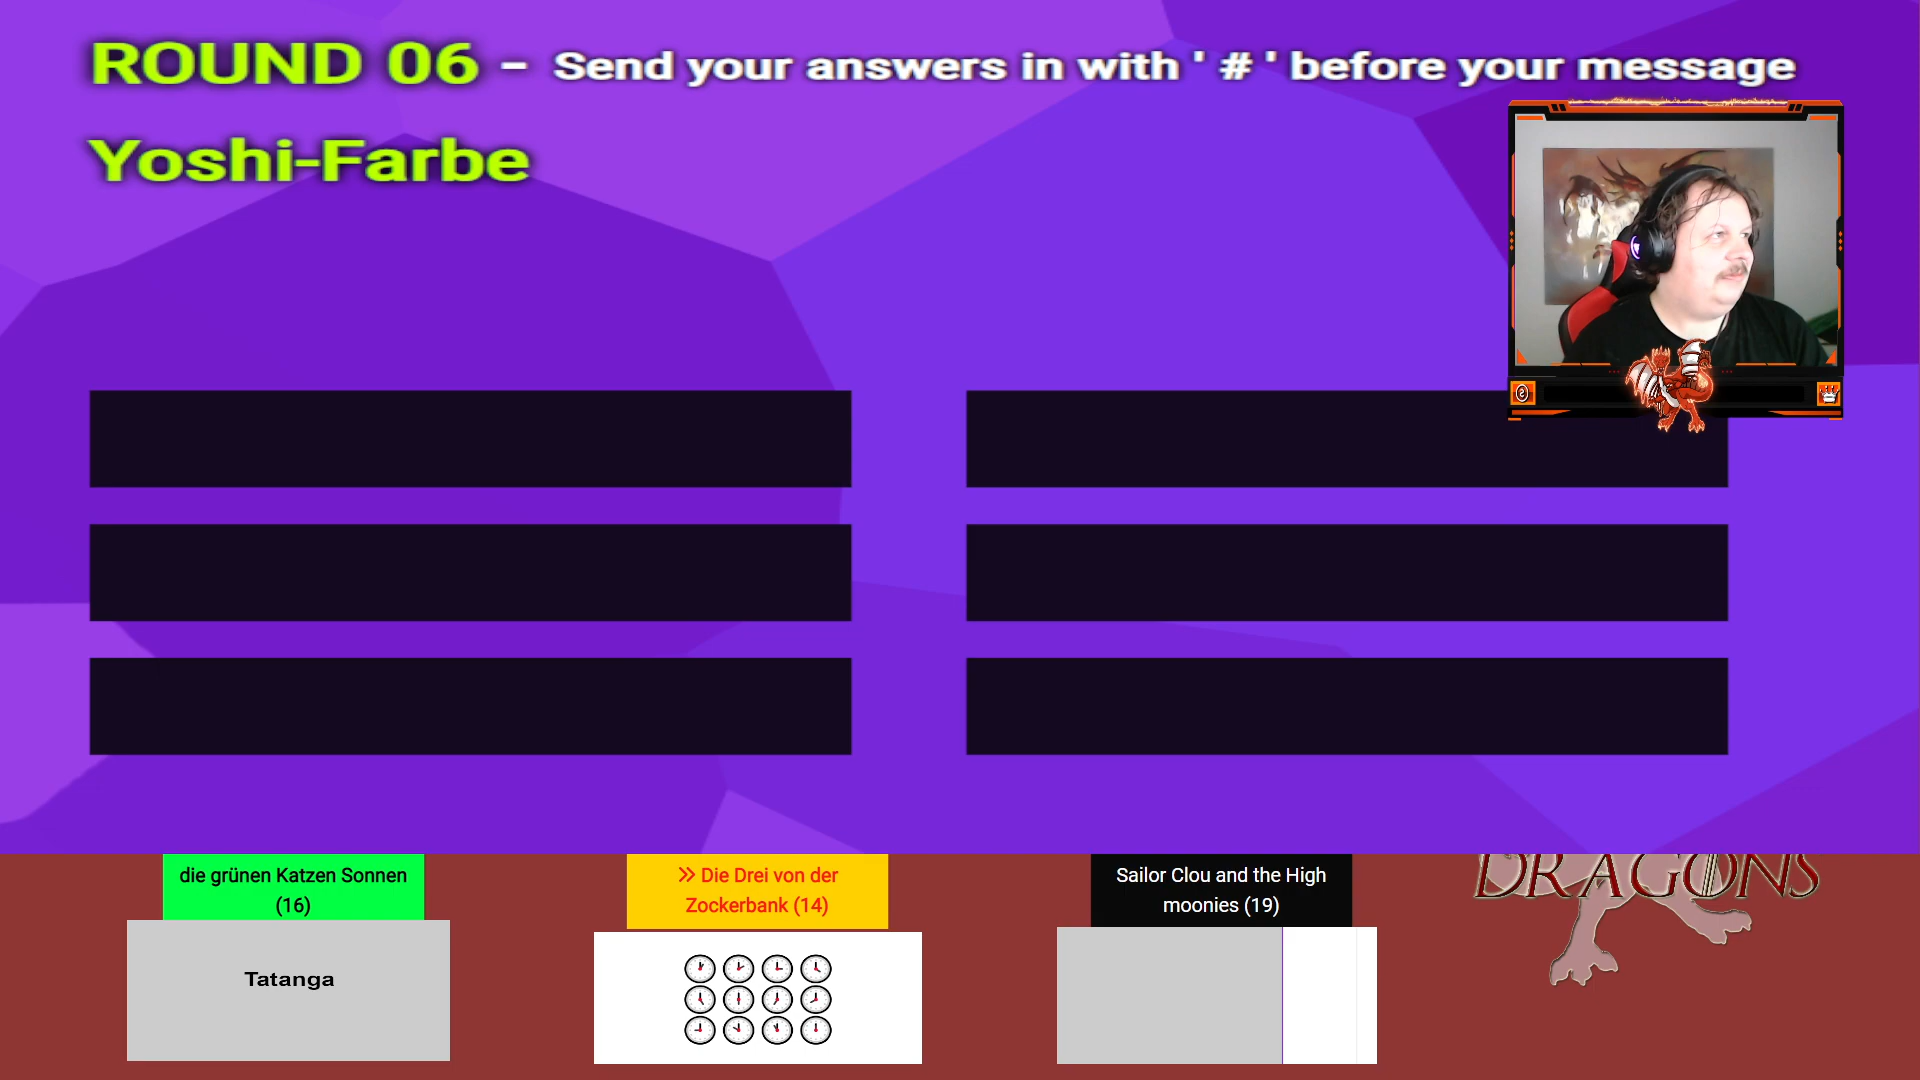 ROUND 06 - Send your answers in with ' # ' before your message
Yoshi-Farbe
die grünen Katzen Sonnen
(16)
Die Drei von der
Zockerbank (14)
Sailor Clou and the High
moonies (19)
DRAGONS
Tatanga